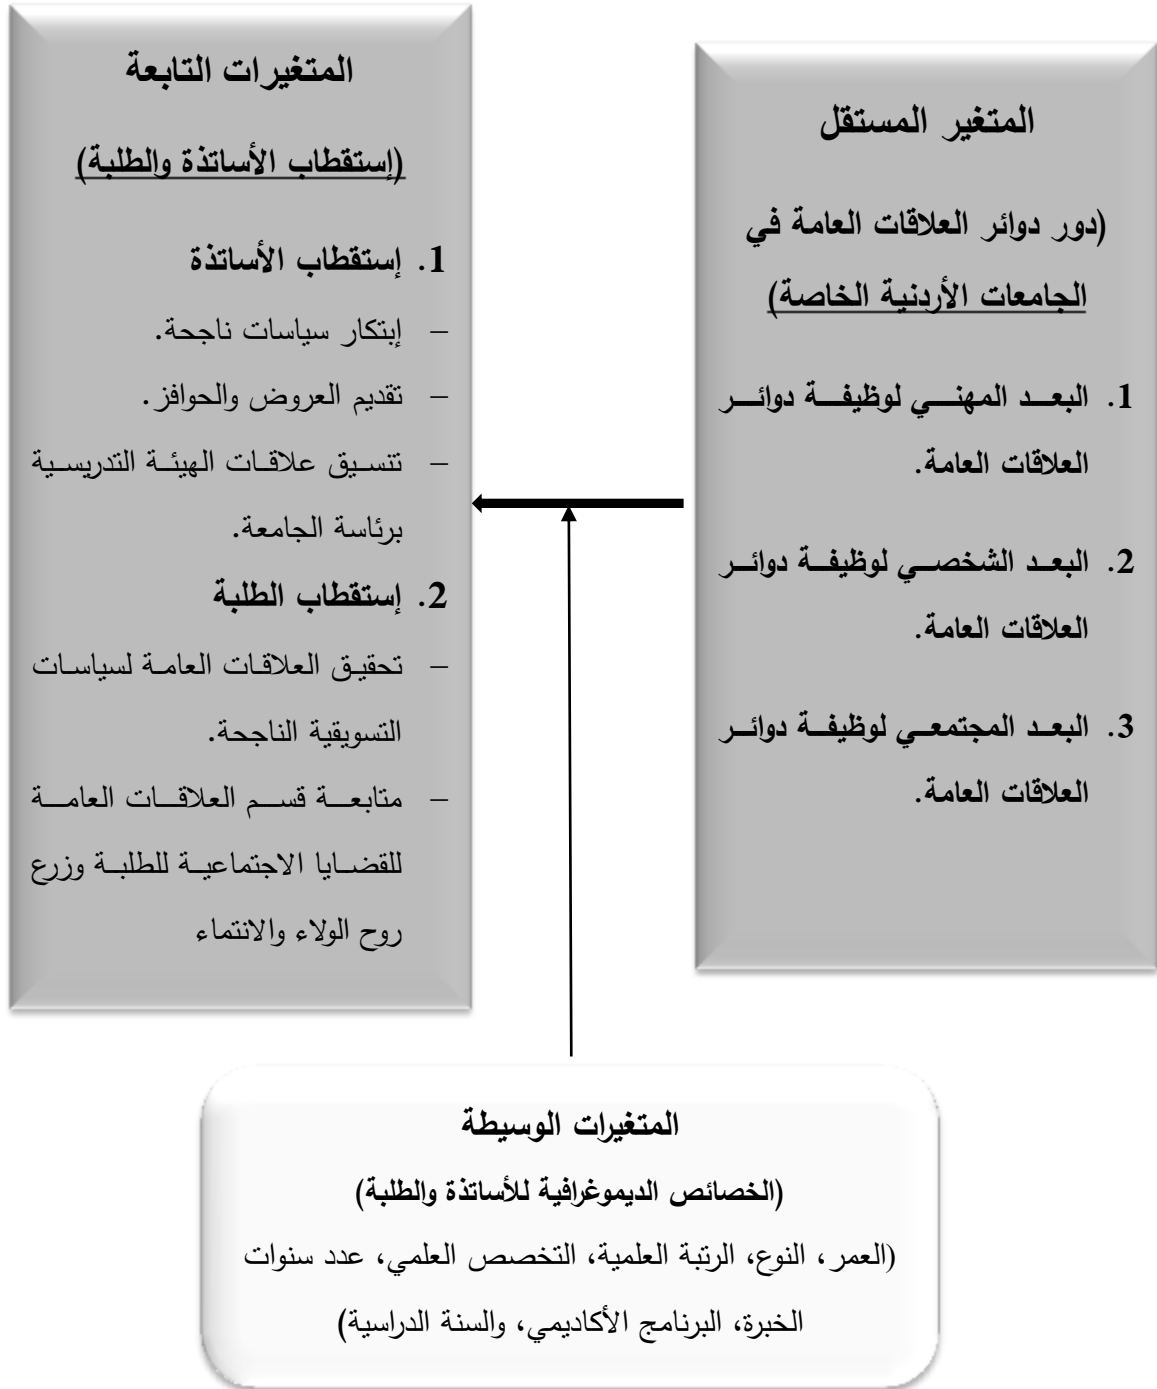 المتغير المستقل
(دور دوائر العلاقات العامة في
الجامعات الأردنية الخاصة)
1. البعد المهني لوظيفة دوائر
العلاقات العامة.
2. البعد الشخصي لوظيفة دوائر
العلاقات العامة.
3. البعد المجتمعي لوظيفة دوائر
العلاقات العامة.
المتغيرات التابعة
(إستقطاب الأساتذة والطلبة)
1. إستقطاب الأساتذة
– إبتكار سياسات ناجحة.
– تقديم العروض والحوافز.
– تنسيق علاقات الهيئة التدريسية
برئاسة الجامعة.
2. إستقطاب الطلبة
– تحقيق العلاقات العامة لسياسات
التسويقية الناجحة.
– متابعة قسم العلاقات العامة
للقضايا الاجتماعية للطلبة وزرع
روح الولاء والانتماء
المتغيرات الوسيطة
(الخصائص الديموغرافية للأساتذة والطلبة)
(العمر، النوع، الرتبة العلمية، التخصص العلمي، عدد سنوات
الخبرة، البرنامج الأكاديمي، والسنة الدراسية)